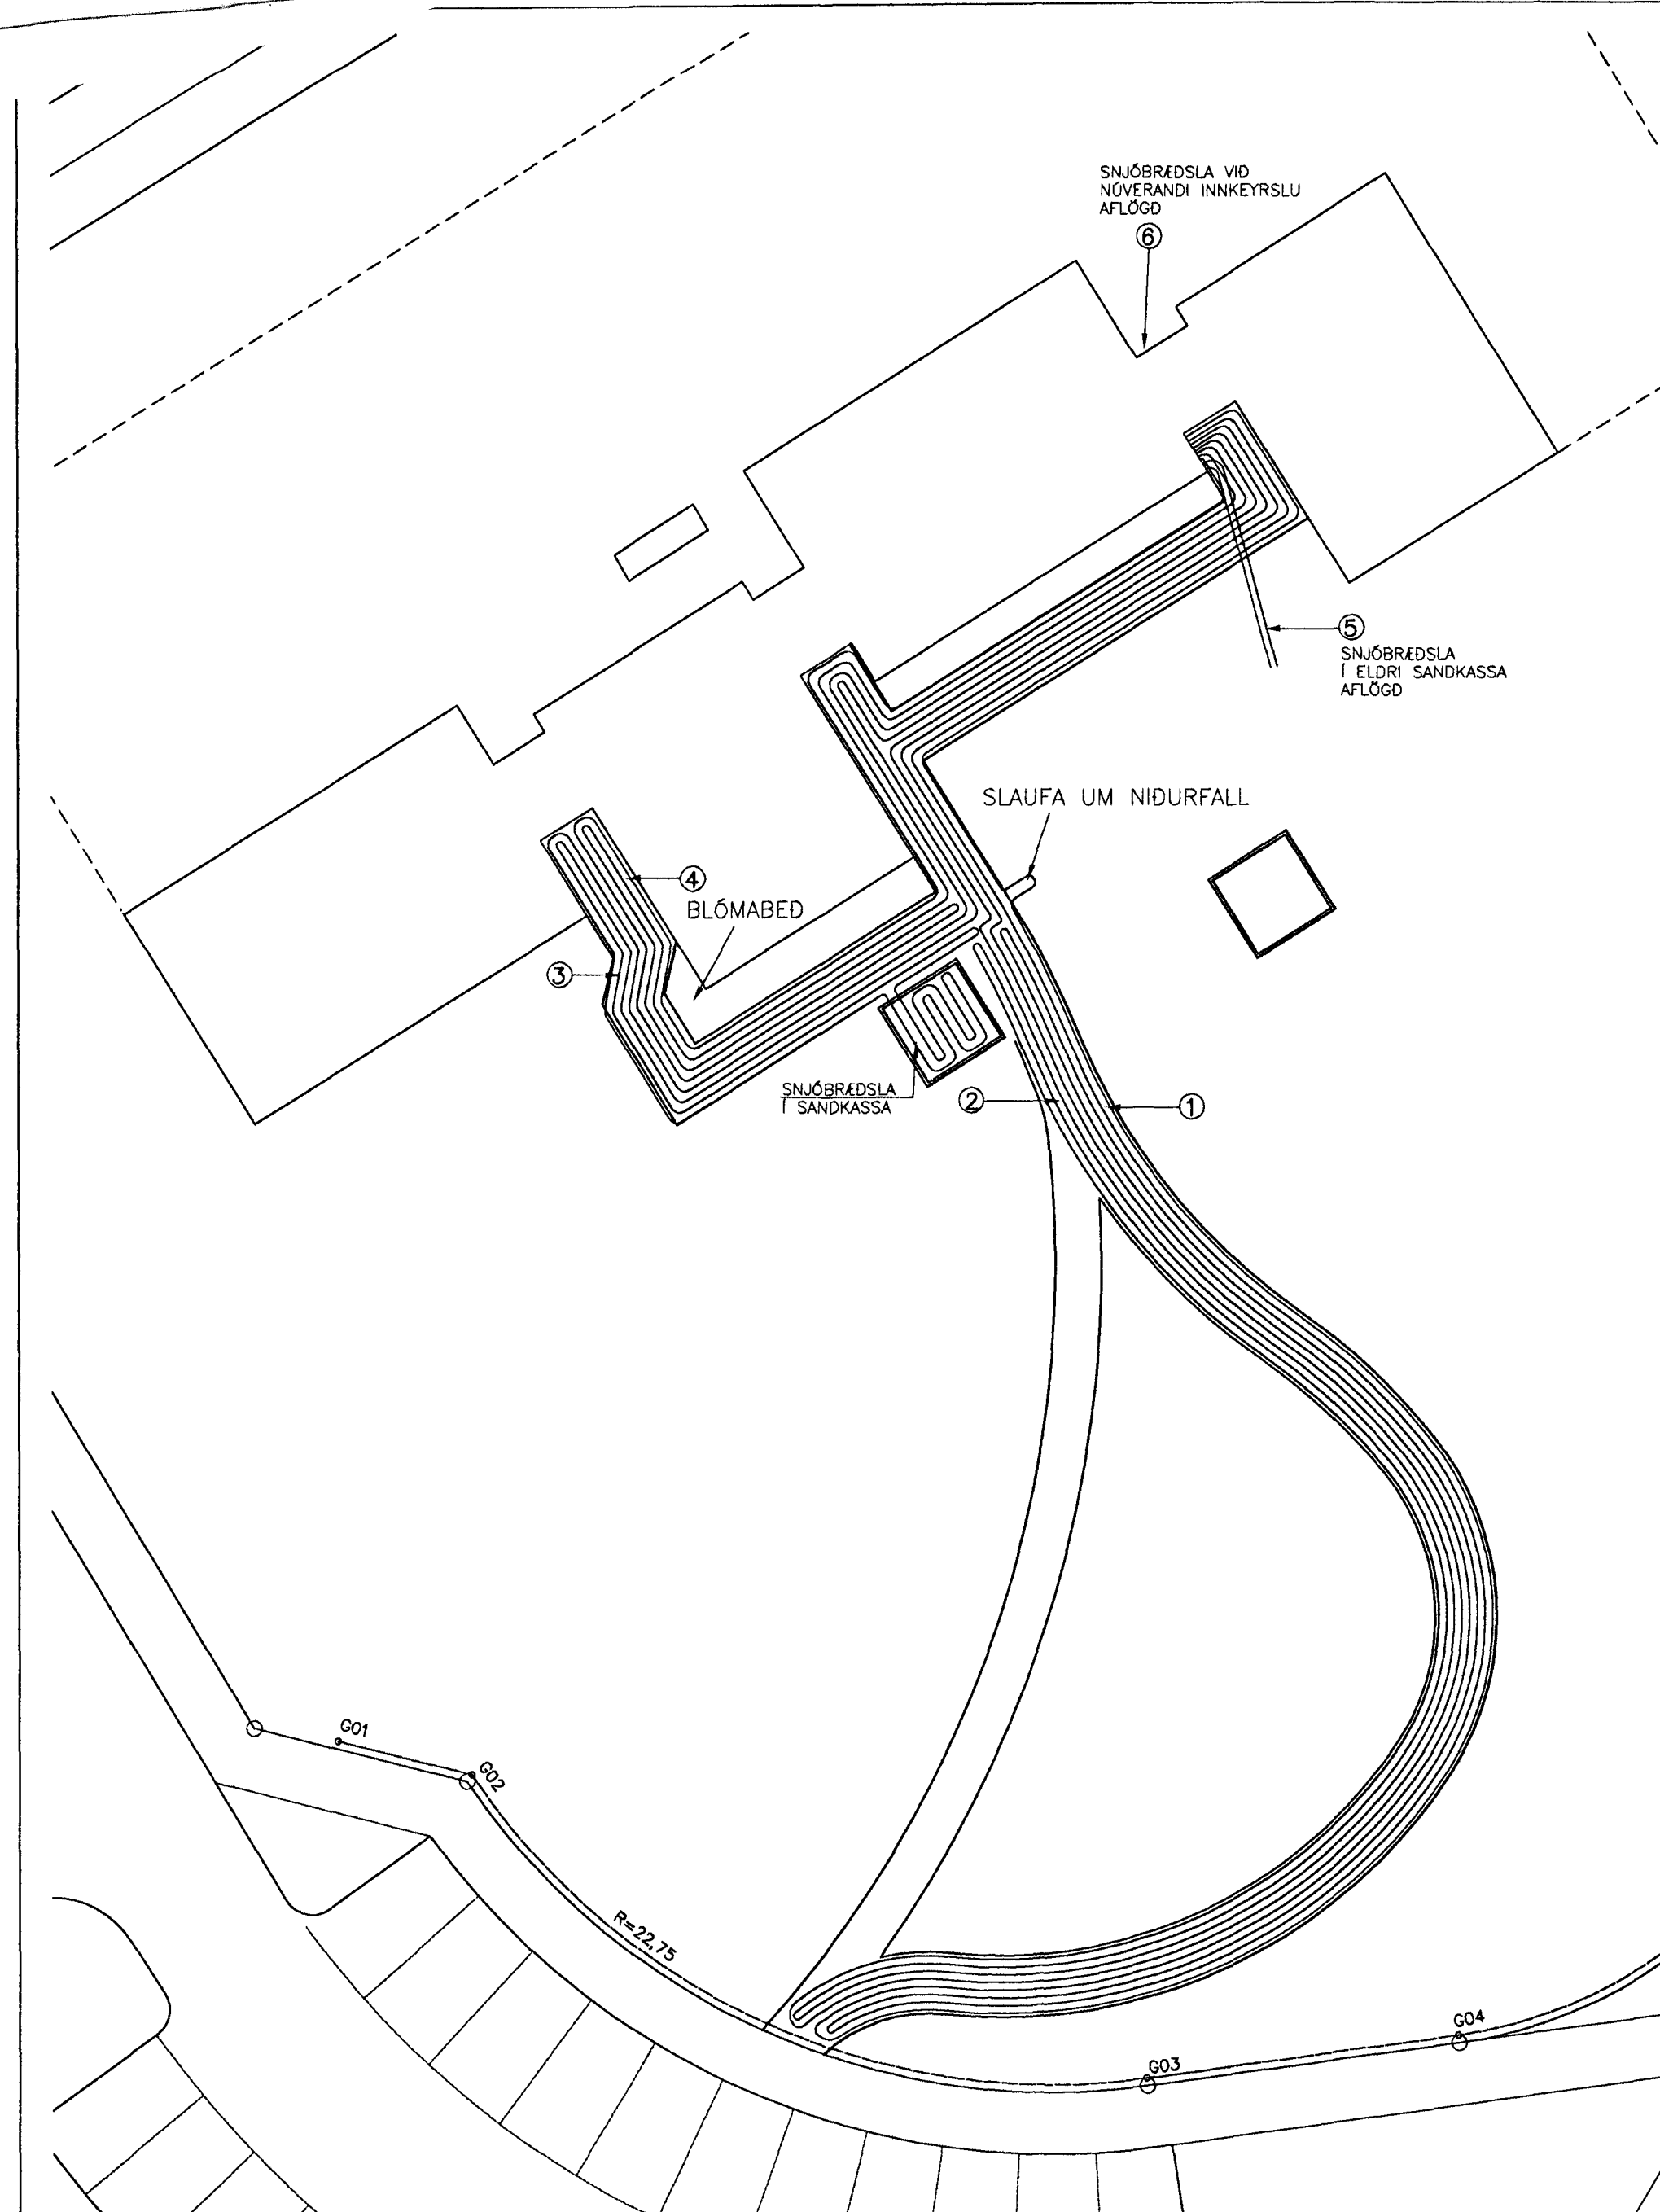 SNJÓBRÆDSLA VIÐ
NÚVERANDI INNKEYRSLU
AFLÖGÐ
6
5
SNJÓBRÆDSLA
Í ELDRI SANDKASSA
AFLÖGÐ
SLAUFA UM NIÐURFALL
4
BLÓMABEÐ
3
SNJÓBRÆDSLA
Í SANDKASSA
2
1
G01
G02
R=22,75
G04
G03